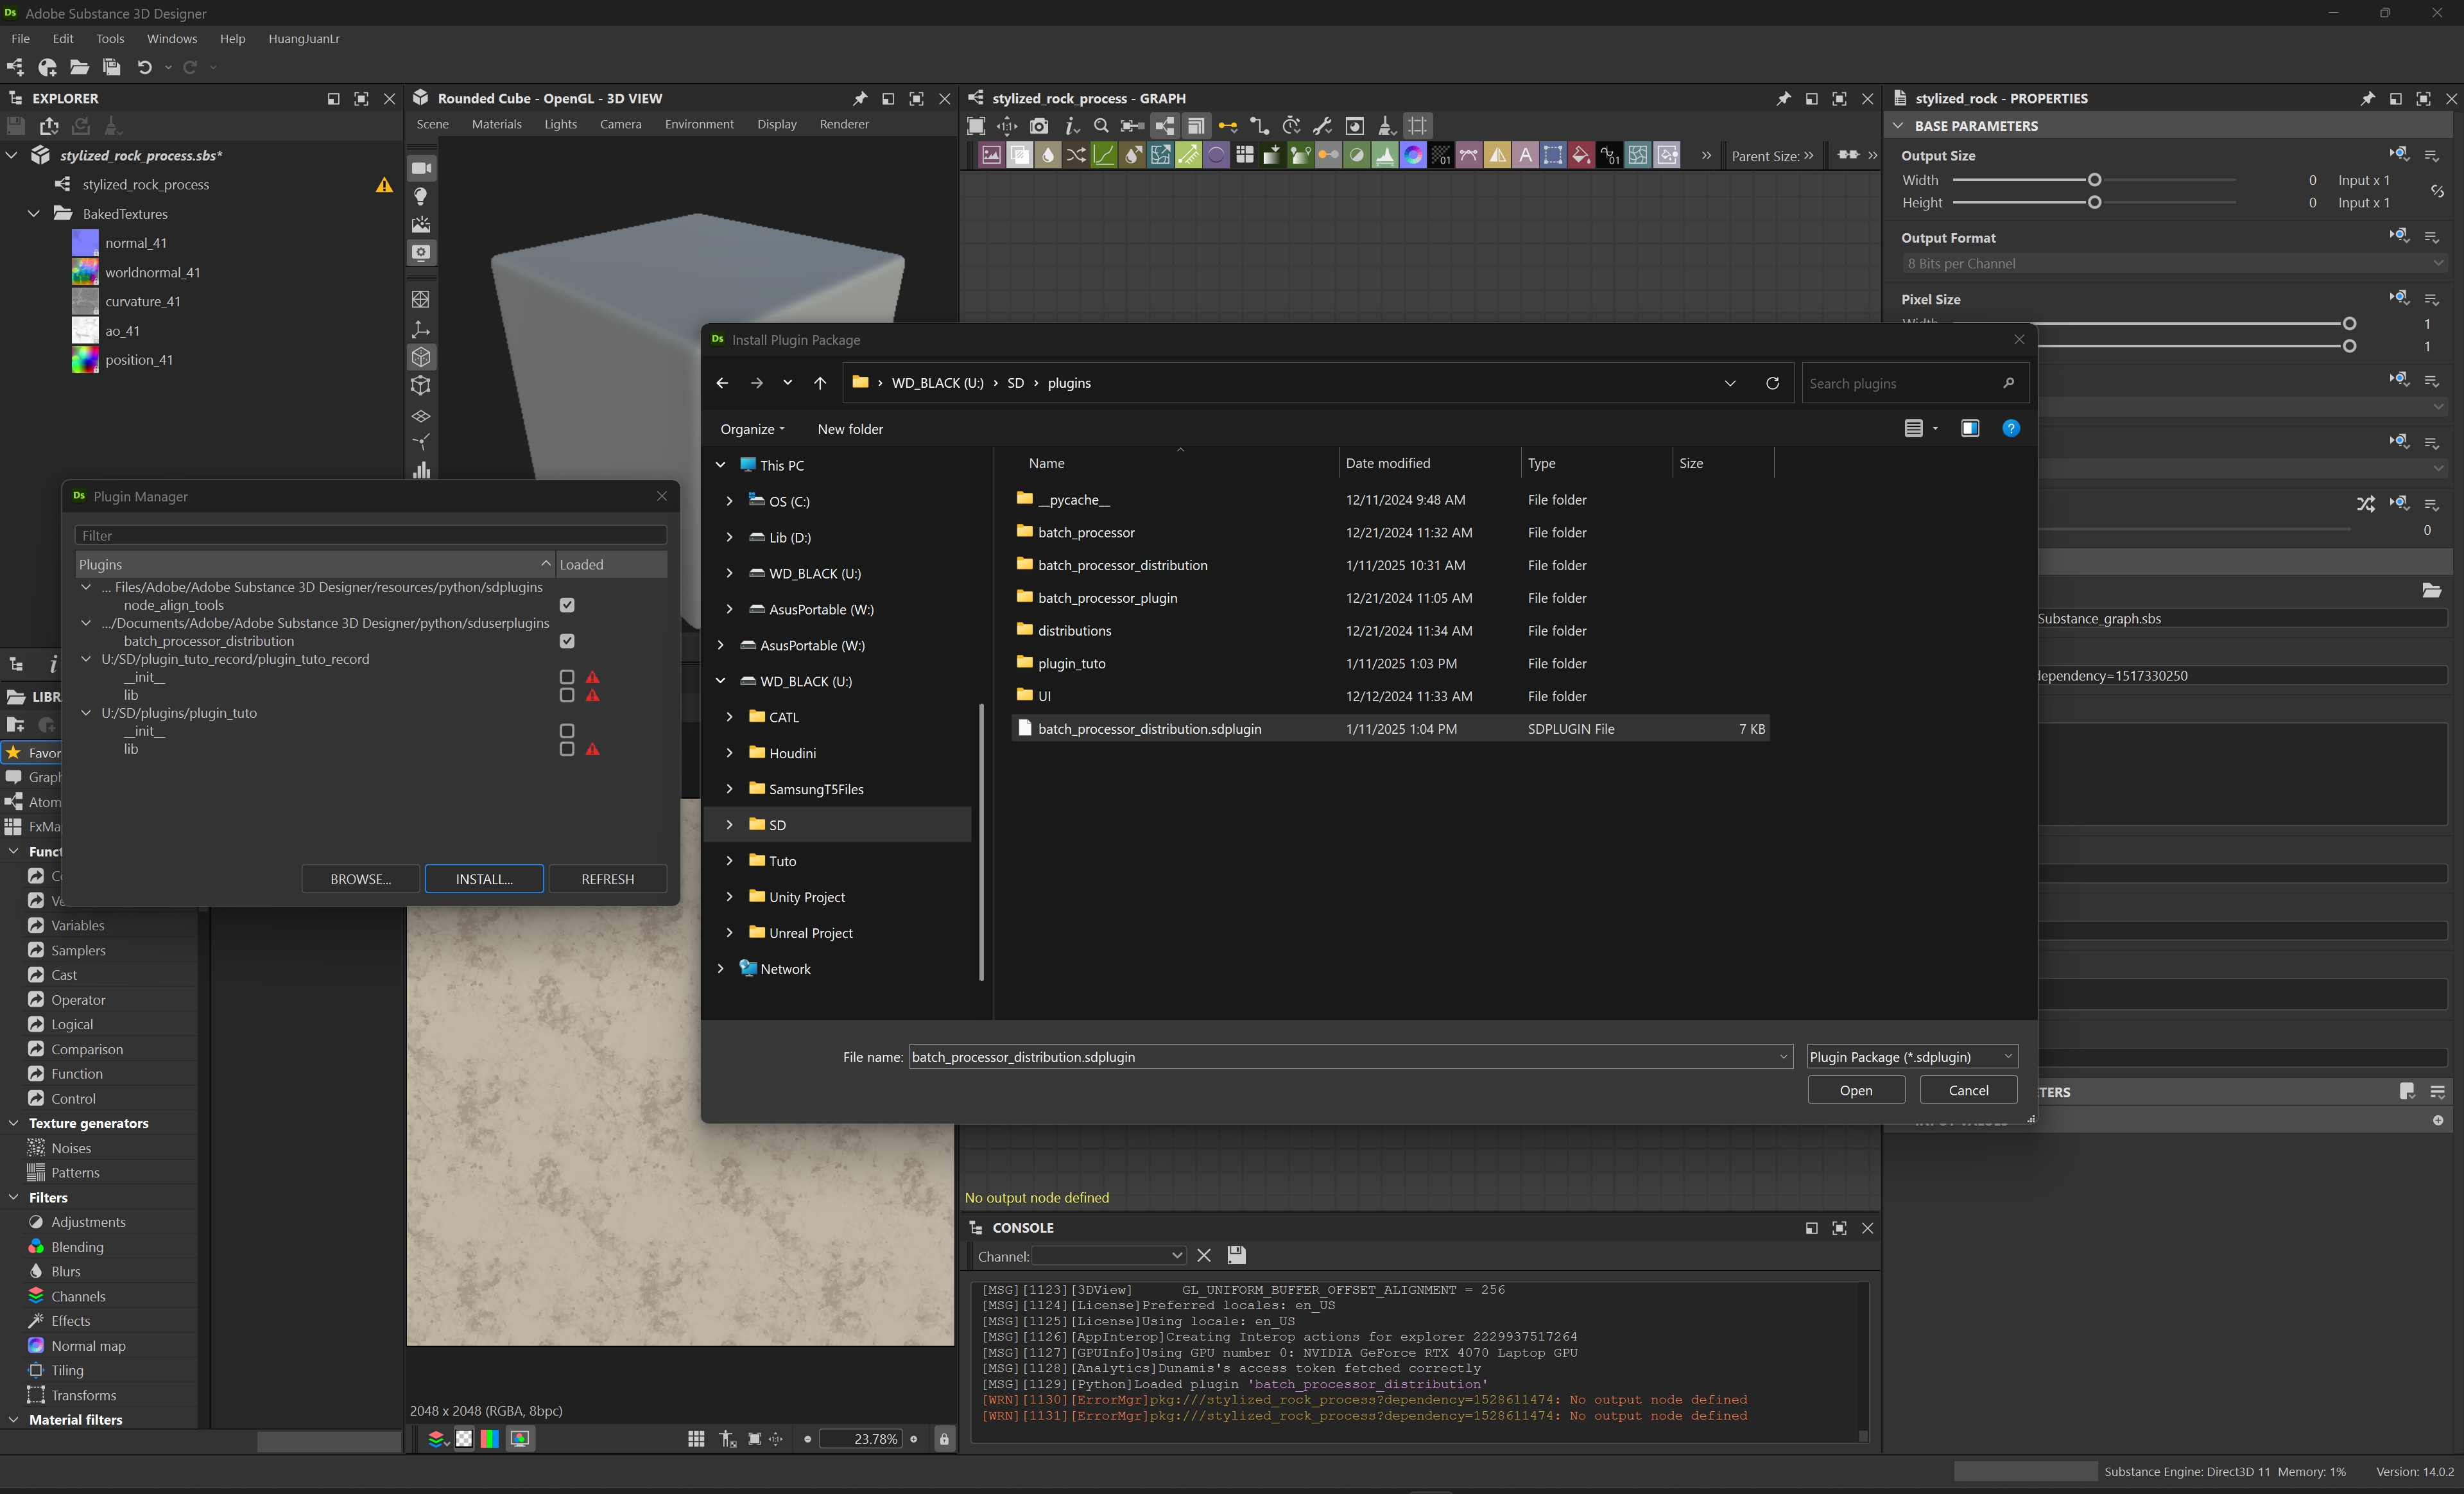 Ds Adobe Substance 3D Designer
File Edit Tools Windows Help HuangJuanLr
EXPLORER
stylized_rock_process.sbs*
stylized_rock_process
BakedTextures
normal_41
worldnormal_41
curvature_41
ao_41
position_41
Rounded Cube - OpenGL - 3D VIEW
Scene Materials Lights Camera Environment Display Renderer
stylized_rock_process - GRAPH
Parent Size: »
stylized_rock - PROPERTIES
BASE PARAMETERS
Output Size
Width 0 Input x 1
Height 0 Input x 1
Output Format
8 Bits per Channel
Pixel Size
Width 1
1
0
Substance_graph.sbs
dependency=1517330250
TERS
INPUT VALUES
Ds Plugin Manager
Filter
Plugins Loaded
... Files/Adobe/Adobe Substance 3D Designer/resources/python/sdplugins
node_align_tools
.../Documents/Adobe/Adobe Substance 3D Designer/python/sduserplugins
batch_processor_distribution
U:/SD/plugin_tuto_record/plugin_tuto_record
__init__
lib
U:/SD/plugins/plugin_tuto
__init__
lib
BROWSE... INSTALL... REFRESH
Ds Install Plugin Package
WD_BLACK (U:) › SD › plugins
Search plugins
Organize New folder
This PC
OS (C:)
Lib (D:)
WD_BLACK (U:)
AsusPortable (W:)
AsusPortable (W:)
WD_BLACK (U:)
CATL
Houdini
SamsungT5Files
SD
Tuto
Unity Project
Unreal Project
Network
Name Date modified Type Size
__pycache__ 12/11/2024 9:48 AM File folder
batch_processor 12/21/2024 11:32 AM File folder
batch_processor_distribution 1/11/2025 10:31 AM File folder
batch_processor_plugin 12/21/2024 11:05 AM File folder
distributions 12/21/2024 11:34 AM File folder
plugin_tuto 1/11/2025 1:03 PM File folder
UI 12/12/2024 11:33 AM File folder
batch_processor_distribution.sdplugin 1/11/2025 1:04 PM SDPLUGIN File 7 KB
File name: batch_processor_distribution.sdplugin Plugin Package (*.sdplugin)
Open Cancel
LIBR
Favor
Graph
Atom
FxMa
Funct
Co
Ve
Variables
Samplers
Cast
Operator
Logical
Comparison
Function
Control
Texture generators
Noises
Patterns
Filters
Adjustments
Blending
Blurs
Channels
Effects
Normal map
Tiling
Transforms
Material filters
2048 x 2048 (RGBA, 8bpc)
23.78%
No output node defined
CONSOLE
Channel:
[MSG][1123][3DView] GL_UNIFORM_BUFFER_OFFSET_ALIGNMENT = 256
[MSG][1124][License]Preferred locales: en_US
[MSG][1125][License]Using locale: en_US
[MSG][1126][AppInterop]Creating Interop actions for explorer 2229937517264
[MSG][1127][GPUInfo]Using GPU number 0: NVIDIA GeForce RTX 4070 Laptop GPU
[MSG][1128][Analytics]Dunamis's access token fetched correctly
[MSG][1129][Python]Loaded plugin 'batch_processor_distribution'
[WRN][1130][ErrorMgr]pkg:///stylized_rock_process?dependency=1528611474: No output node defined
[WRN][1131][ErrorMgr]pkg:///stylized_rock_process?dependency=1528611474: No output node defined
Substance Engine: Direct3D 11 Memory: 1% Version: 14.0.2